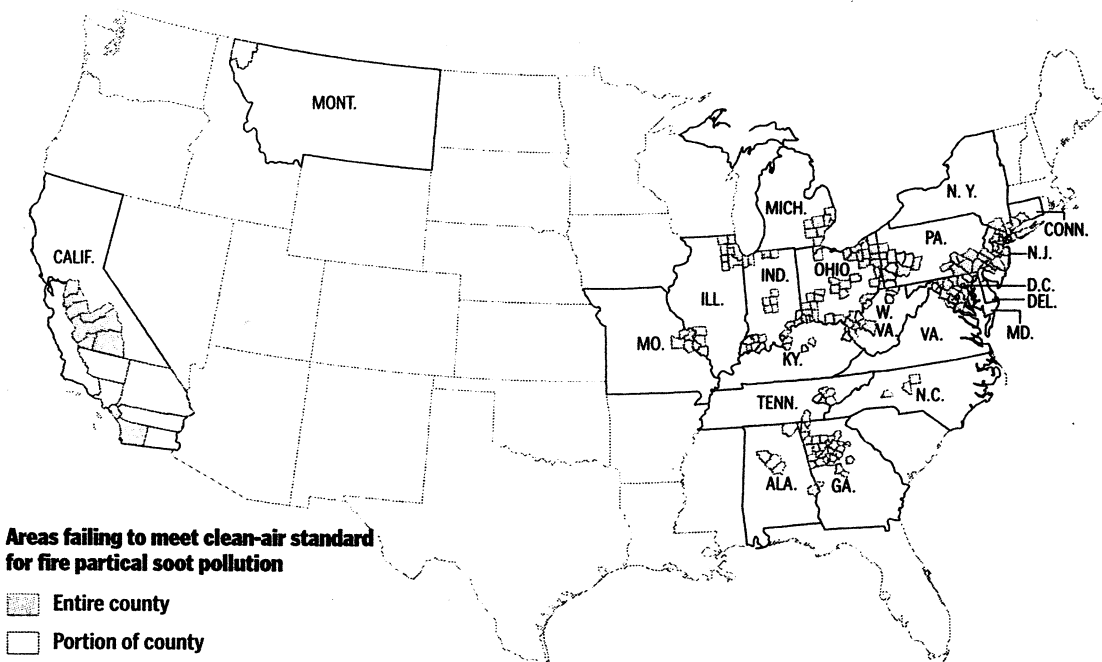 MONT.
N. Y.
MICH.
CONN.
PA.
CALIF.
N.J.
OHIO
IND.
D.C.
ILL.
DEL.
W.
VA.
VA.
MD.
MO.
KY.
TENN.
N.C.
ALA.
GA.
Areas failing to meet clean-air standard
for fire partical soot pollution
Entire county
Portion of county